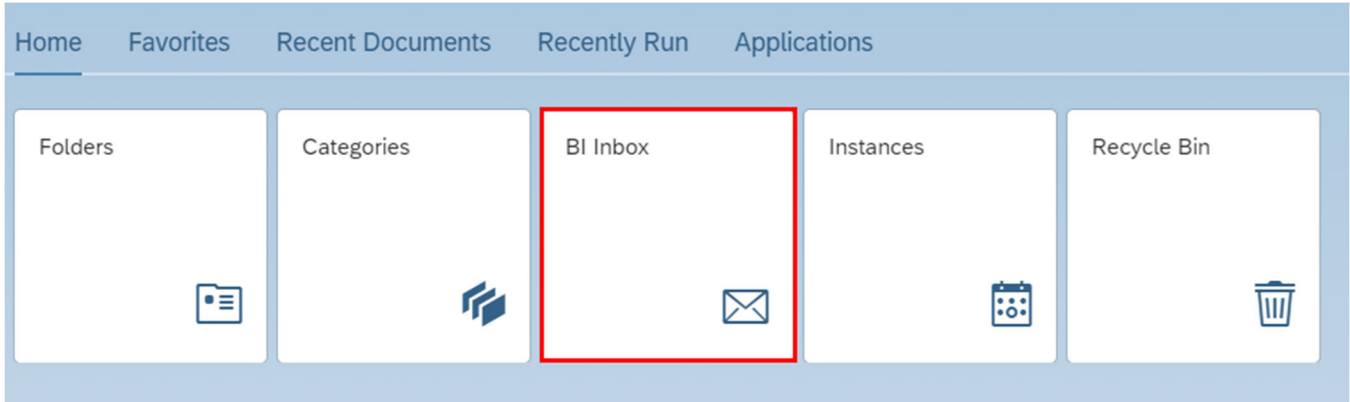 Home Favorites Recent Documents Recently Run Applications
Folders Categories BI Inbox Instances Recycle Bin